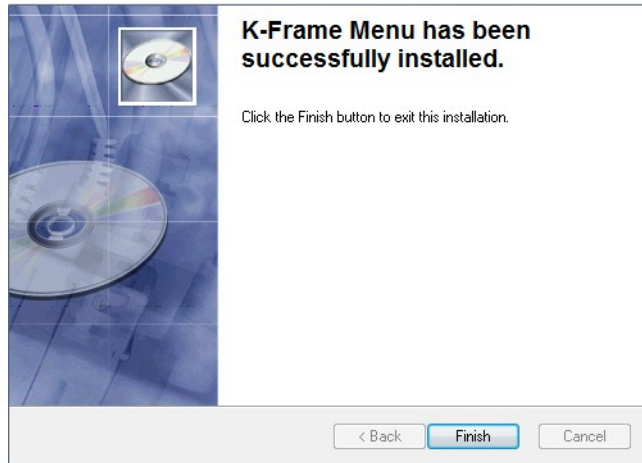 K-Frame Menu has been
successfully installed.
Click the Finish button to exit this installation.
< Back
Finish
Cancel